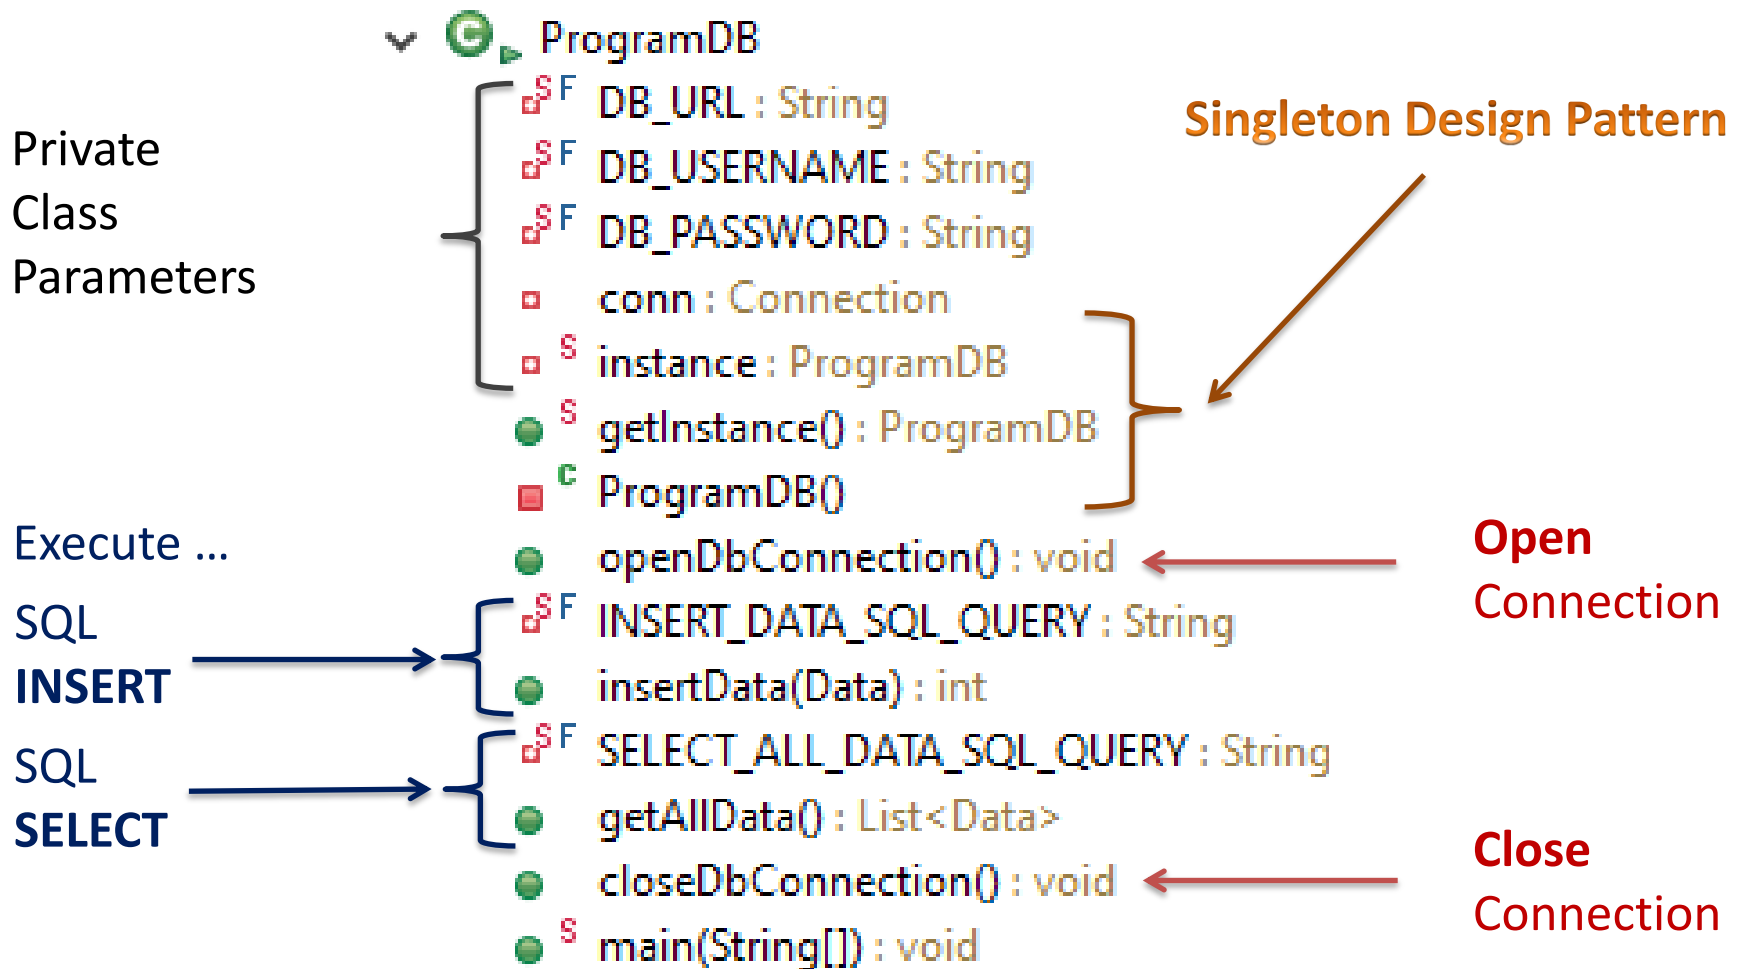 ProgramDB
DB_URL : String
DB_USERNAME : String
DB_PASSWORD : String
conn : Connection
instance : ProgramDB
getInstance() : ProgramDB
ProgramDB()
openDbConnection() : void
INSERT_DATA_SQL_QUERY : String
insertData(Data) : int
SELECT_ALL_DATA_SQL_QUERY : String
getAllData() : List<Data>
closeDbConnection() : void
main(String[]) : void
Private
Class
Parameters
Singleton Design Pattern
Execute ...
SQL
INSERT
SQL
SELECT
Open
Connection
Close
Connection
C
S F
S F
S F
S
S
C
S F
S F
S